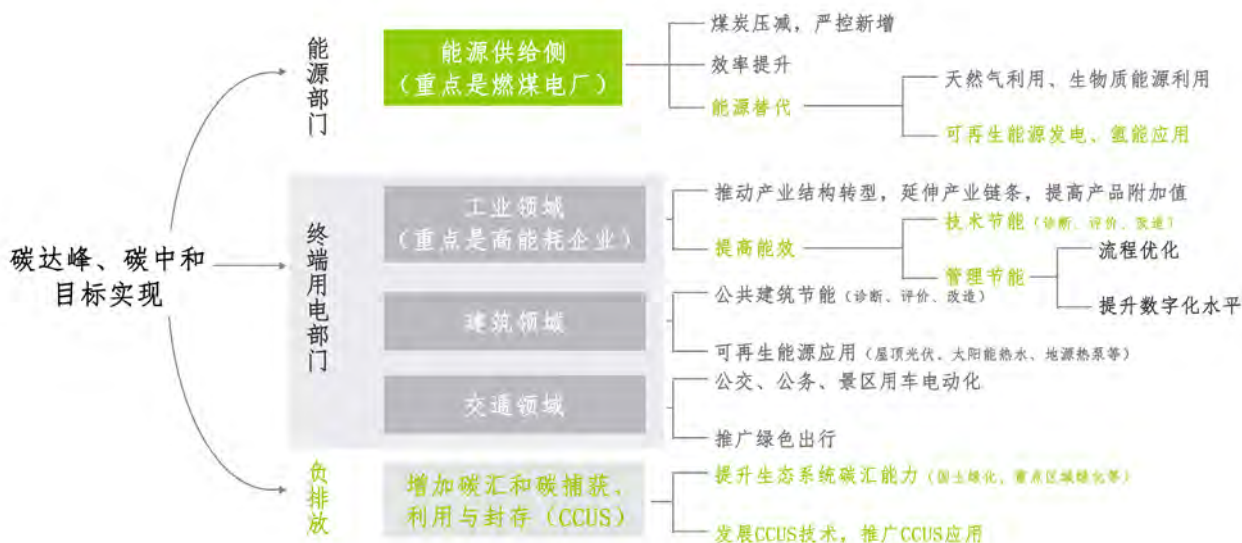 碳达峰、碳中和
目标实现
能源部门
能源供给侧
（重点是燃煤电厂）
煤炭压减，严控新增
效率提升
能源替代
天然气利用、生物质能源利用
可再生能源发电、氢能应用
终端用电部门
工业领域
（重点是高能耗企业）
推动产业结构转型，延伸产业链条，提高产品附加值
提高能效
技术节能（诊断、评价、改造）
管理节能
流程优化
提升数字化水平
建筑领域
公共建筑节能（诊断、评价、改造）
可再生能源应用（屋顶光伏、太阳能热水、地源热泵等）
交通领域
公交、公务、景区用车电动化
推广绿色出行
负排放
增加碳汇和碳捕获、
利用与封存（CCUS）
提升生态系统碳汇能力（国土绿化、重点区域绿化等）
发展CCUS技术，推广CCUS应用